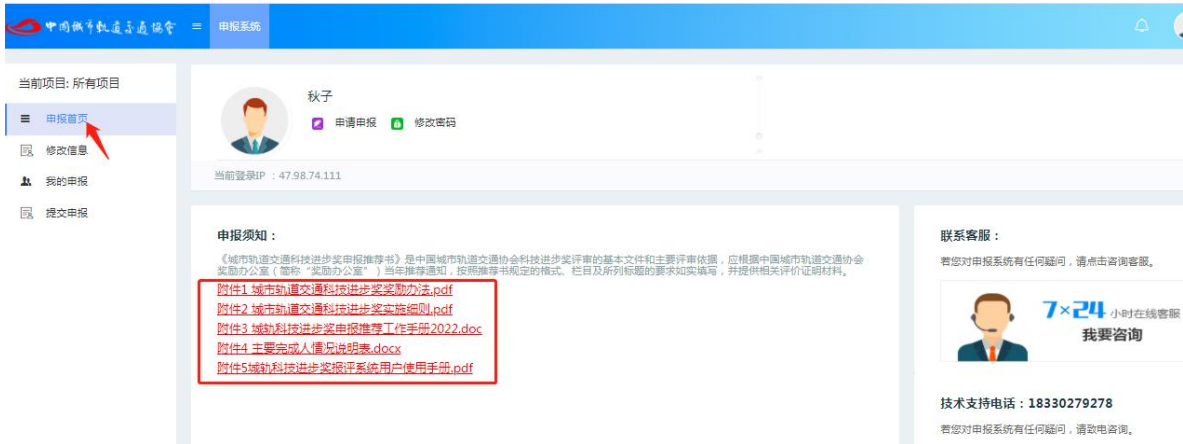 中国城市轨道交通协会
申报系统
当前项目: 所有项目
申报首页
修改信息
我的申报
提交申报
秋子
申请申报 修改密码
当前登录IP ：47.98.74.111
申报须知：
《城市轨道交通科技进步奖申报推荐书》是中国城市轨道交通协会科技进步奖评审的基本文件和主要评审依据，应根据中国城市轨道交通协会
奖励办公室（简称“奖励办公室”）当年推荐通知，按照推荐书规定的格式、栏目及所列标题的要求如实填写，并提供相关评价证明材料。
附件1 城市轨道交通科技进步奖奖励办法.pdf
附件2 城市轨道交通科技进步奖实施细则.pdf
附件3 城轨科技进步奖申报推荐工作手册2022.doc
附件4 主要完成人情况说明表.docx
附件5城轨科技进步奖报评系统用户使用手册.pdf
联系客服：
若您对申报系统有任何疑问，请点击咨询客服。
7×24 小时在线客服
我要咨询
技术支持电话：18330279278
若您对申报系统有任何疑问，请致电咨询。